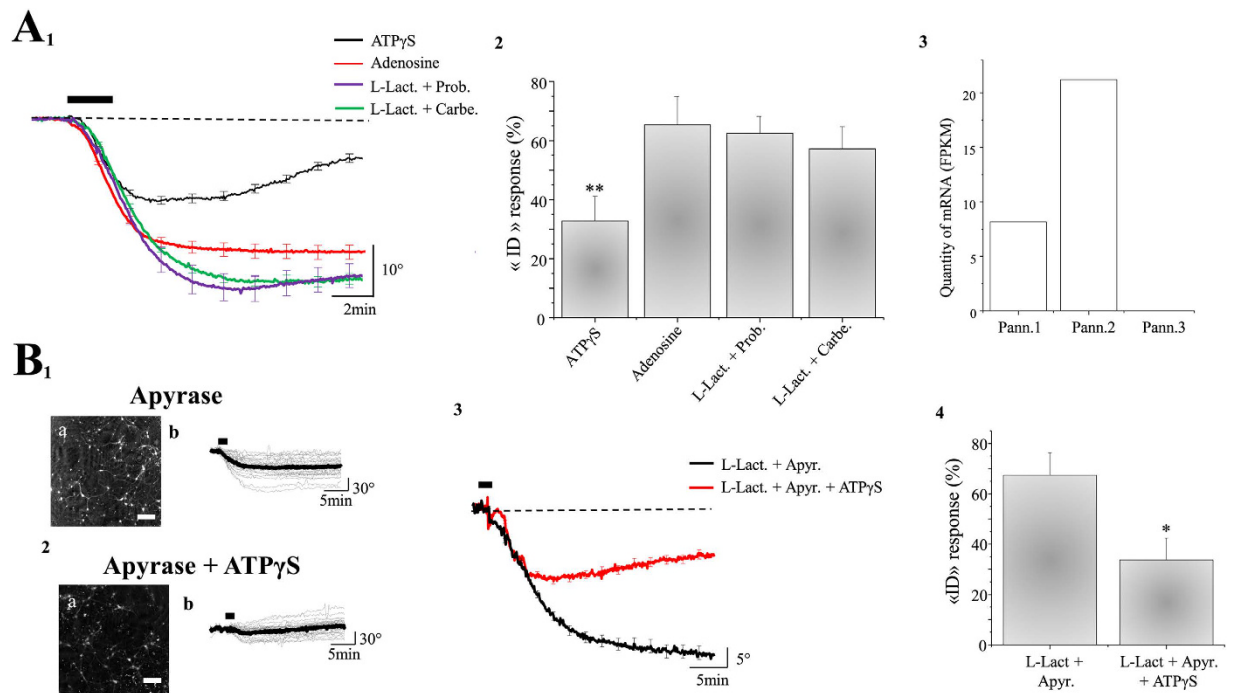 A1
ATPγS
Adenosine
L-Lact. + Prob.
L-Lact. + Carbe.
10°
2min
2
« ID » response (%)
80
60
40
20
0
**
ATPγS
Adenosine
L-Lact. + Prob.
L-Lact. + Carbe.
3
Quantity of mRNA (FPKM)
20
15
10
5
0
Pann.1
Pann.2
Pann.3
B1
Apyrase
a
b
30°
5min
2
Apyrase + ATPγS
a
b
30°
5min
3
L-Lact. + Apyr.
L-Lact. + Apyr. + ATPγS
5°
5min
4
«ID» response (%)
80
60
40
20
0
*
L-Lact +
Apyr.
L-Lact + Apyr.
+ ATPγS